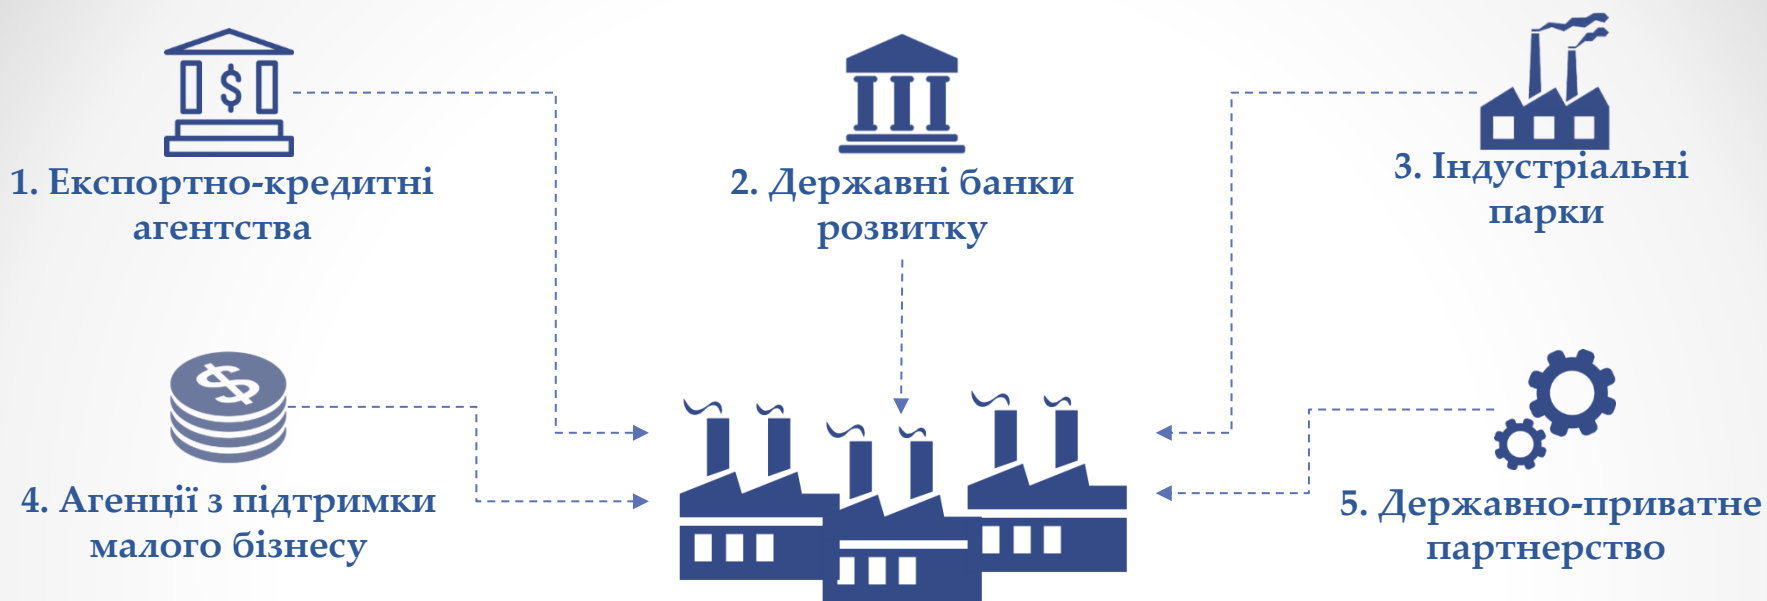 $
1. Експортно-кредитні
агентства
2. Державні банки
розвитку
3. Індустріальні
парки
$
4. Агенції з підтримки
малого бізнесу
5. Державно-приватне
партнерство